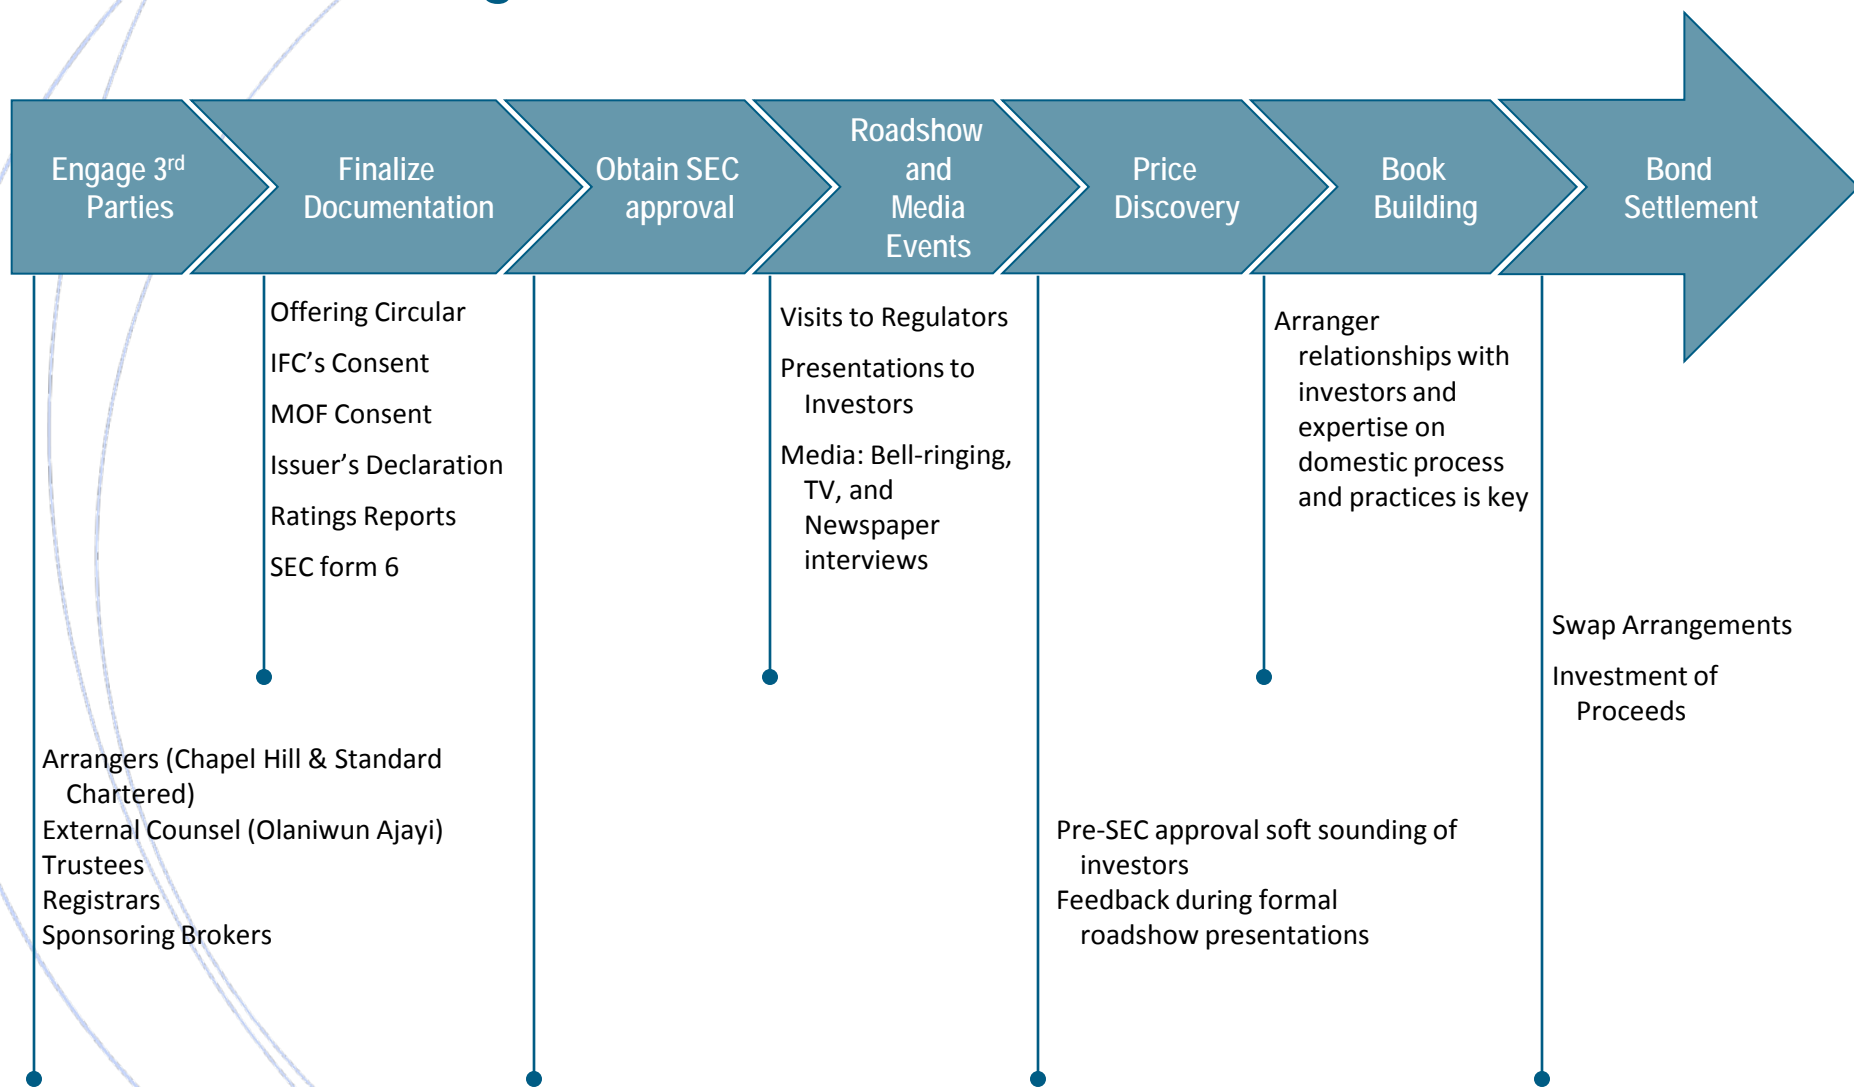 Engage 3rd
Parties
Finalize
Documentation
Obtain SEC
approval
Roadshow
and
Media
Events
Price
Discovery
Book
Building
Bond
Settlement
Offering Circular
IFC’s Consent
MOF Consent
Issuer’s Declaration
Ratings Reports
SEC form 6
Visits to Regulators
Presentations to
Investors
Media: Bell-ringing,
TV, and
Newspaper
interviews
Arranger
relationships with
investors and
expertise on
domestic process
and practices is key
Swap Arrangements
Investment of
Proceeds
Arrangers (Chapel Hill & Standard
Chartered)
External Counsel (Olaniwun Ajayi)
Trustees
Registrars
Sponsoring Brokers
Pre-SEC approval soft sounding of
investors
Feedback during formal
roadshow presentations